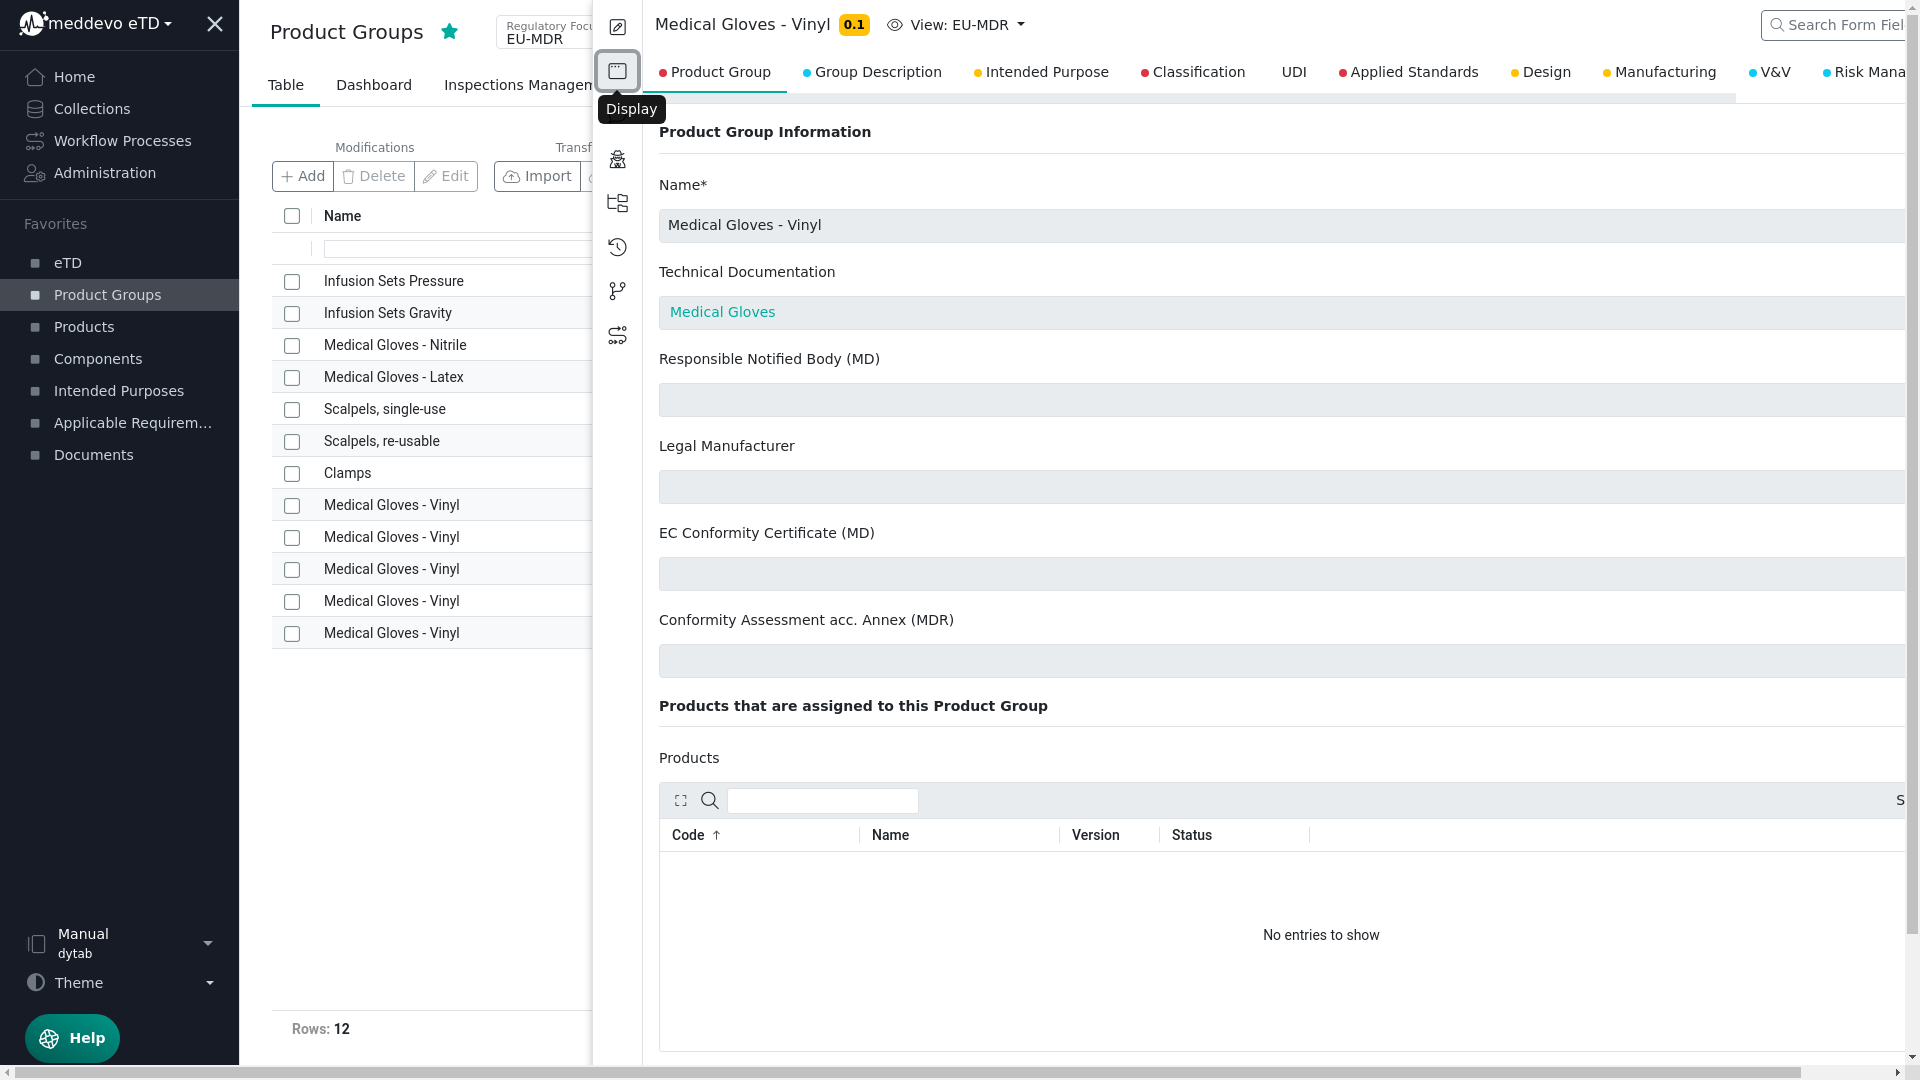 meddevo eTD
Home
Collections
Workflow Processes
Administration
Favorites
eTD
Product Groups
Products
Components
Intended Purposes
Applicable Requirem...
Documents
Manual
dytab
Theme
Help
Product Groups
Regulatory Focu
EU-MDR
Table
Dashboard
Inspections Managem
Modifications
Transf
Add
Delete
Edit
Import
Name
Infusion Sets Pressure
Infusion Sets Gravity
Medical Gloves - Nitrile
Medical Gloves - Latex
Scalpels, single-use
Scalpels, re-usable
Clamps
Medical Gloves - Vinyl
Medical Gloves - Vinyl
Medical Gloves - Vinyl
Medical Gloves - Vinyl
Medical Gloves - Vinyl
Rows: 12
Display
Medical Gloves - Vinyl 0.1 View: EU-MDR
Search Form Fiel
Product Group
Group Description
Intended Purpose
Classification
UDI
Applied Standards
Design
Manufacturing
V&V
Risk Mana
Product Group Information
Name*
Medical Gloves - Vinyl
Technical Documentation
Medical Gloves
Responsible Notified Body (MD)
Legal Manufacturer
EC Conformity Certificate (MD)
Conformity Assessment acc. Annex (MDR)
Products that are assigned to this Product Group
Products
S
Code Name Version Status
No entries to show